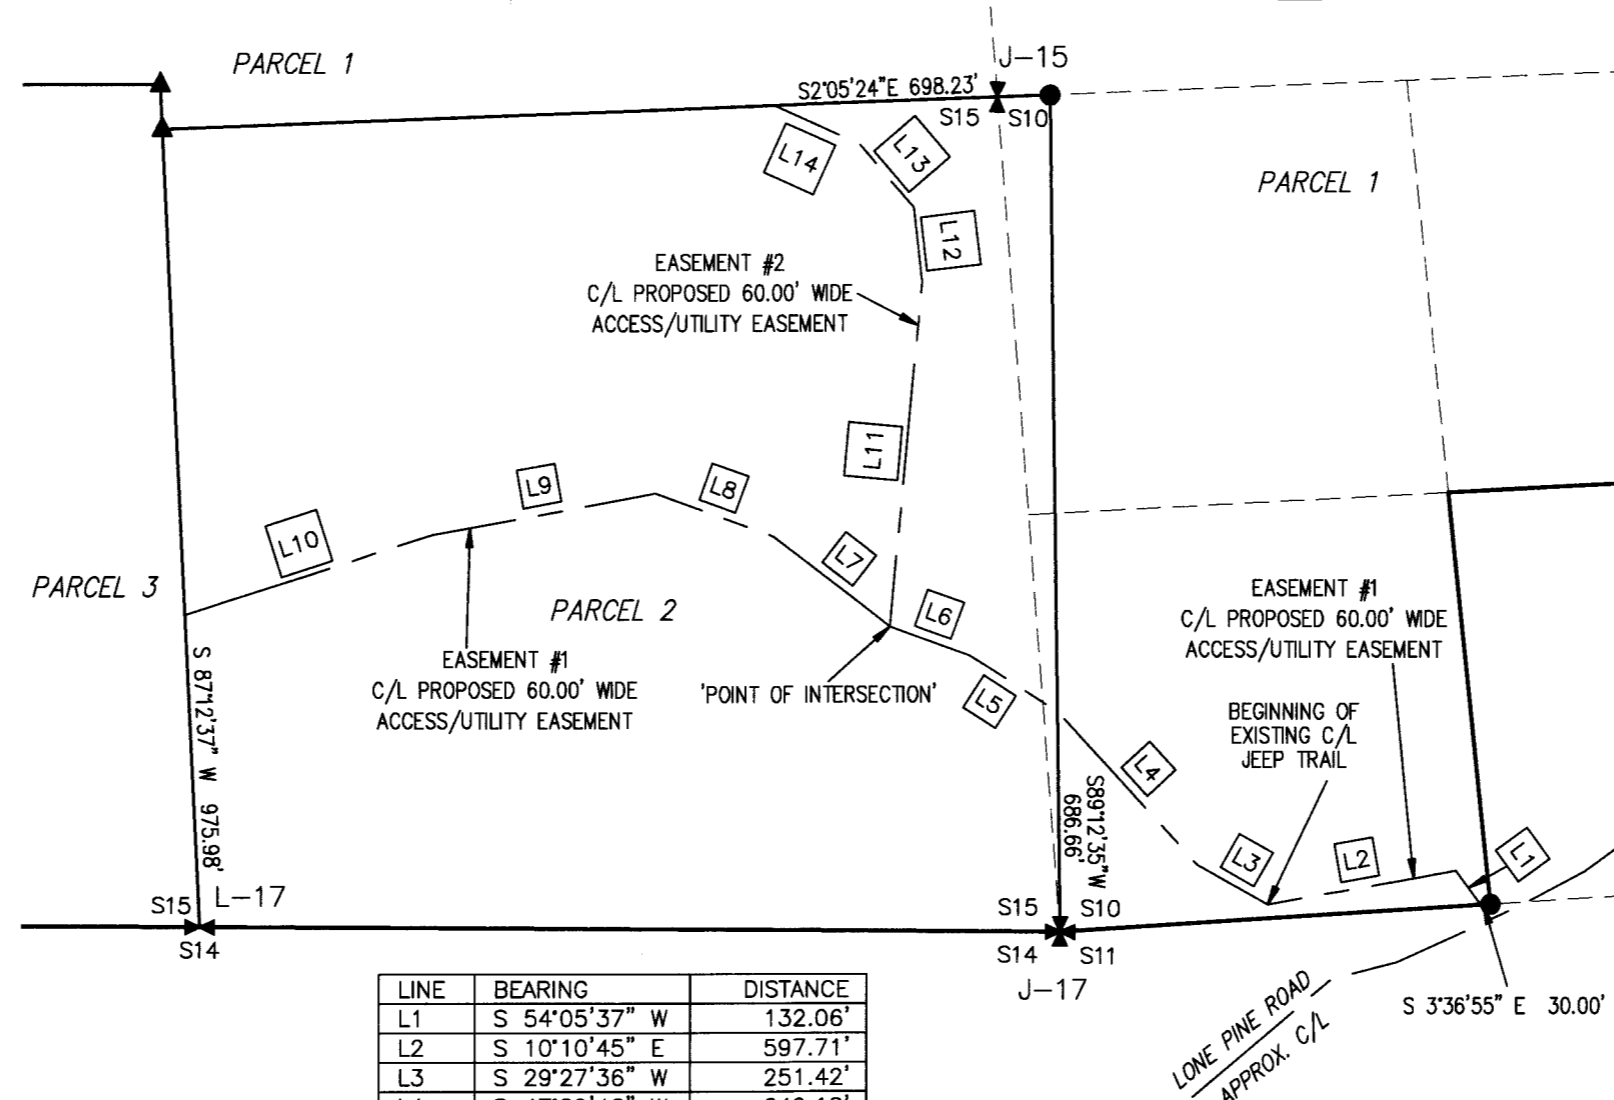 PARCEL 1
J-15
S2°05'24"E 698.23'
S15
S10
L14
L13
L12
PARCEL 1
EASEMENT #2
C/L PROPOSED 60.00' WIDE
ACCESS/UTILITY EASEMENT
L11
L10
L9
L8
L7
L6
L5
L4
L3
L2
L1
PARCEL 3
PARCEL 2
EASEMENT #1
C/L PROPOSED 60.00' WIDE
ACCESS/UTILITY EASEMENT
'POINT OF INTERSECTION'
EASEMENT #1
C/L PROPOSED 60.00' WIDE
ACCESS/UTILITY EASEMENT
BEGINNING OF
EXISTING C/L
JEEP TRAIL
S 87°12'37" W 975.98'
S89°12'35"W
686.66'
S15
L-17
S14
S15
S10
S14
S11
J-17
S 3°36'55" E 30.00'
LONE PINE ROAD
APPROX. C/L
LINE BEARING DISTANCE
L1 S 54°05'37" W 132.06'
L2 S 10°10'45" E 597.71'
L3 S 29°27'36" W 251.42'